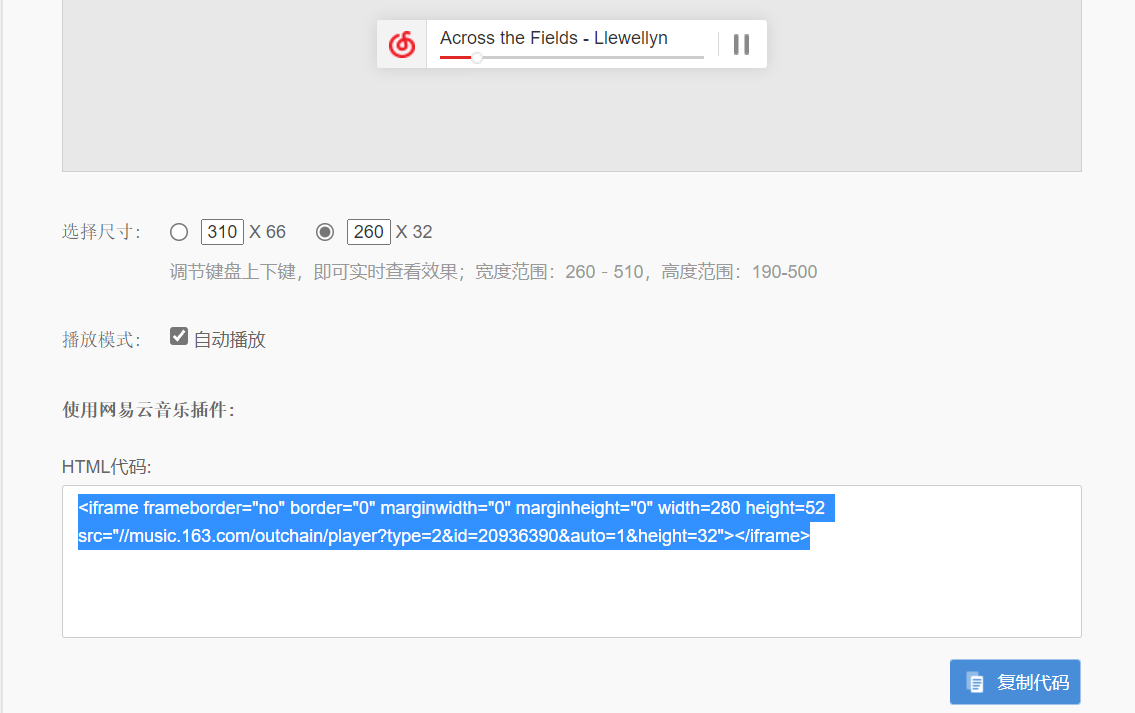 Across the Fields - Llewellyn
选择尺寸： 310 X 66 260 X 32
调节键盘上下键，即可实时查看效果；宽度范围：260 - 510，高度范围：190-500
播放模式： 自动播放
使用网易云音乐插件：
HTML代码:
<iframe frameborder="no" border="0" marginwidth="0" marginheight="0" width=280 height=52
src="//music.163.com/outchain/player?type=2&id=20936390&auto=1&height=32"></iframe>
复制代码